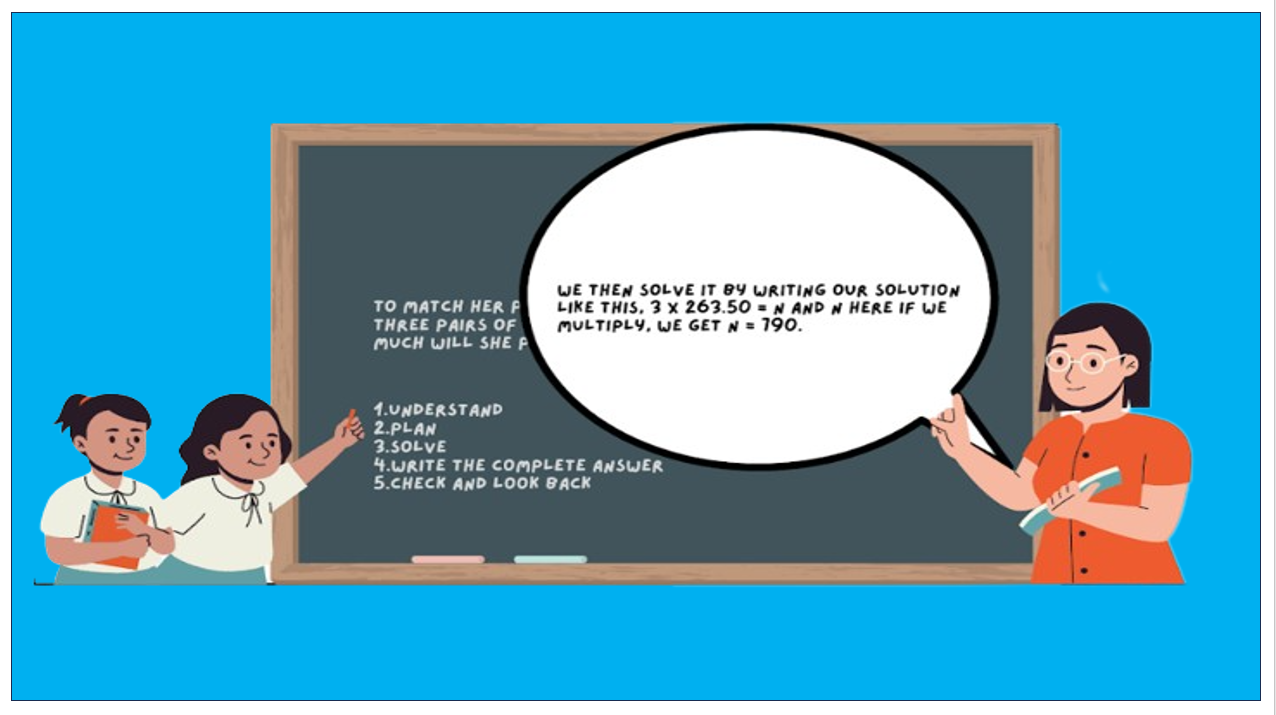 WE THEN SOLVE IT BY WRITING OUR SOLUTION
LIKE THIS, 3 X 263.50 = N AND N HERE IF WE
MULTIPLY, WE GET N = 790.
TO MATCH HER
THREE PAIRS OF
MUCH WILL SHE
1.UNDERSTAND
2.PLAN
3.SOLVE
4.WRITE THE COMPLETE ANSWER
5.CHECK AND LOOK BACK